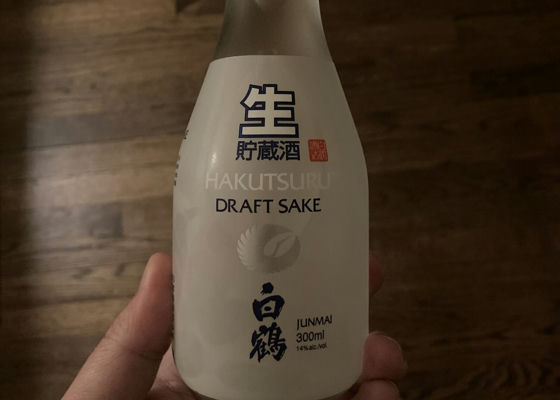 生
貯蔵酒
HAKUTSURU
DRAFT SAKE
白鶴
JUNMAI
300ml
14% alc./vol.